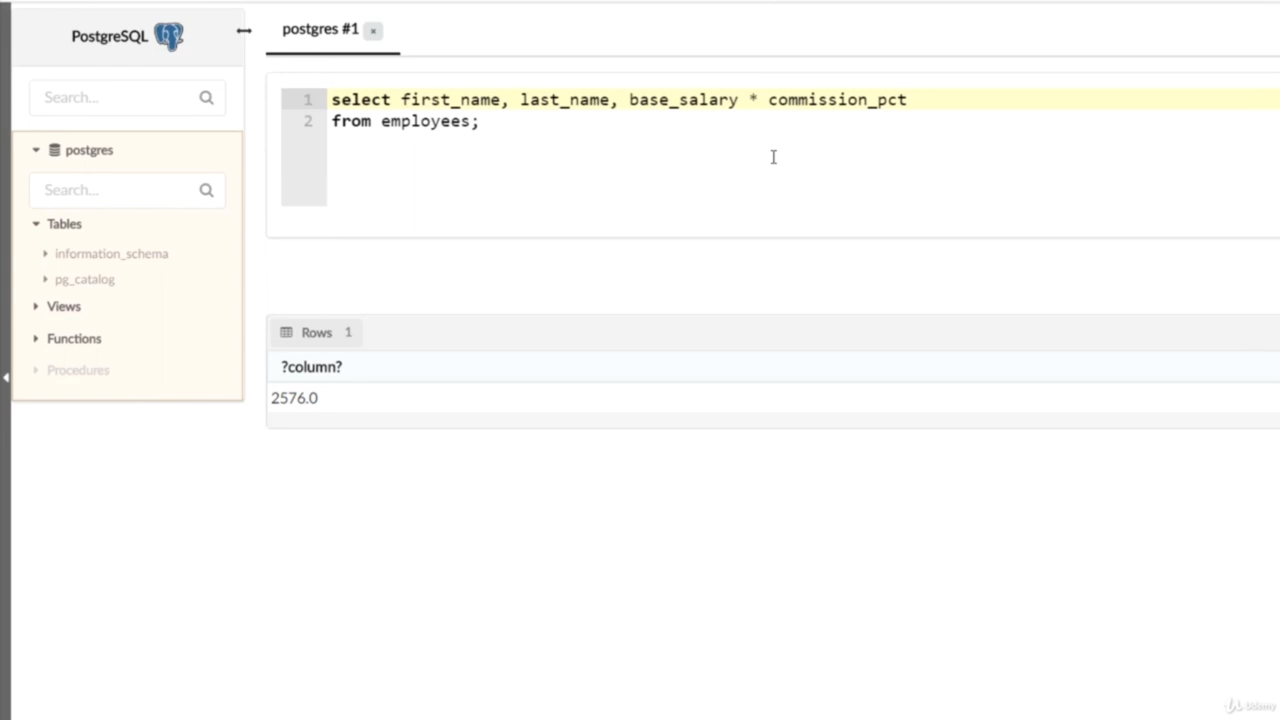 PostgreSQL
postgres #1
Search...
1 select first_name, last_name, base_salary * commission_pct
2 from employees;
postgres
Search...
Tables
information_schema
pg_catalog
Views
Functions
Procedures
Rows 1
?column?
2576.0
Udemy